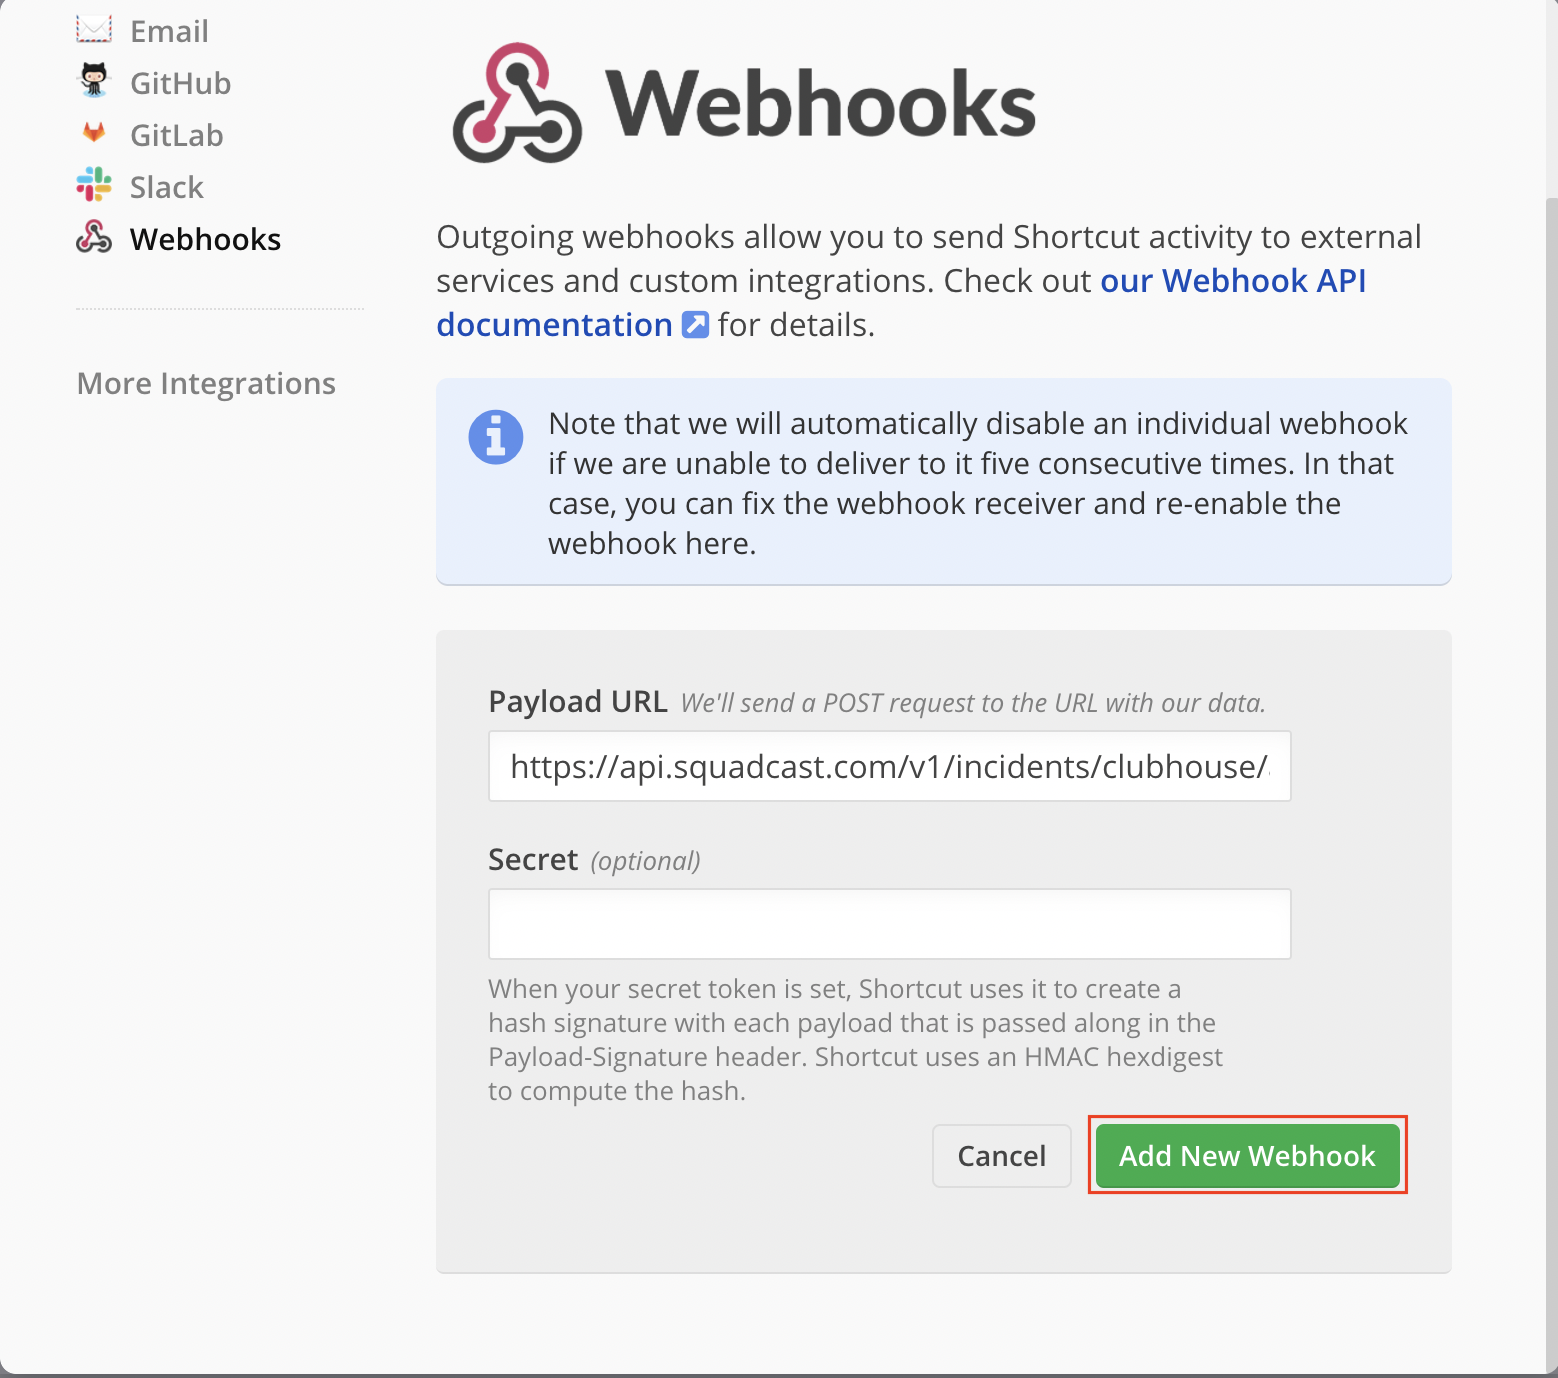 Email
GitHub
GitLab
Slack
Webhooks
More Integrations
Webhooks
Outgoing webhooks allow you to send Shortcut activity to external
services and custom integrations. Check out our Webhook API
documentation for details.
Note that we will automatically disable an individual webhook
if we are unable to deliver to it five consecutive times. In that
case, you can fix the webhook receiver and re-enable the
webhook here.
Payload URL We'll send a POST request to the URL with our data.
https://api.squadcast.com/v1/incidents/clubhouse/
Secret (optional)
When your secret token is set, Shortcut uses it to create a
hash signature with each payload that is passed along in the
Payload-Signature header. Shortcut uses an HMAC hexdigest
to compute the hash.
Cancel
Add New Webhook